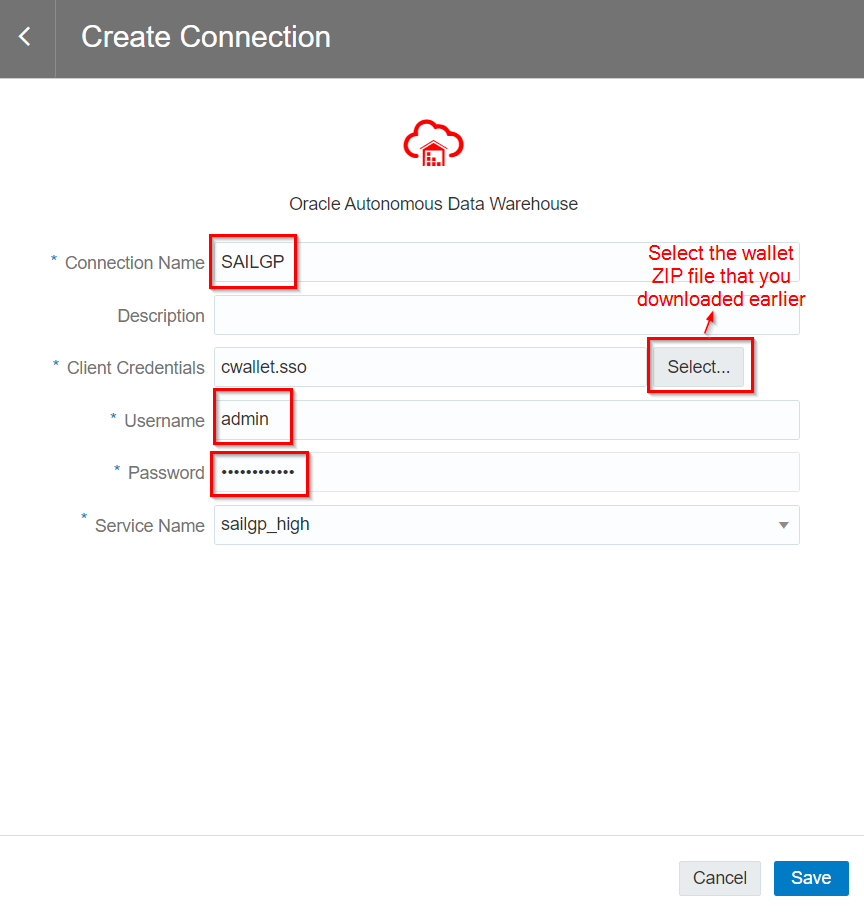 Create Connection
Oracle Autonomous Data Warehouse
* Connection Name SAILGP
Select the wallet
ZIP file that you
downloaded earlier
Description
* Client Credentials cwallet.sso Select...
* Username admin
* Password ••••••••••••
* Service Name sailgp_high
Cancel Save